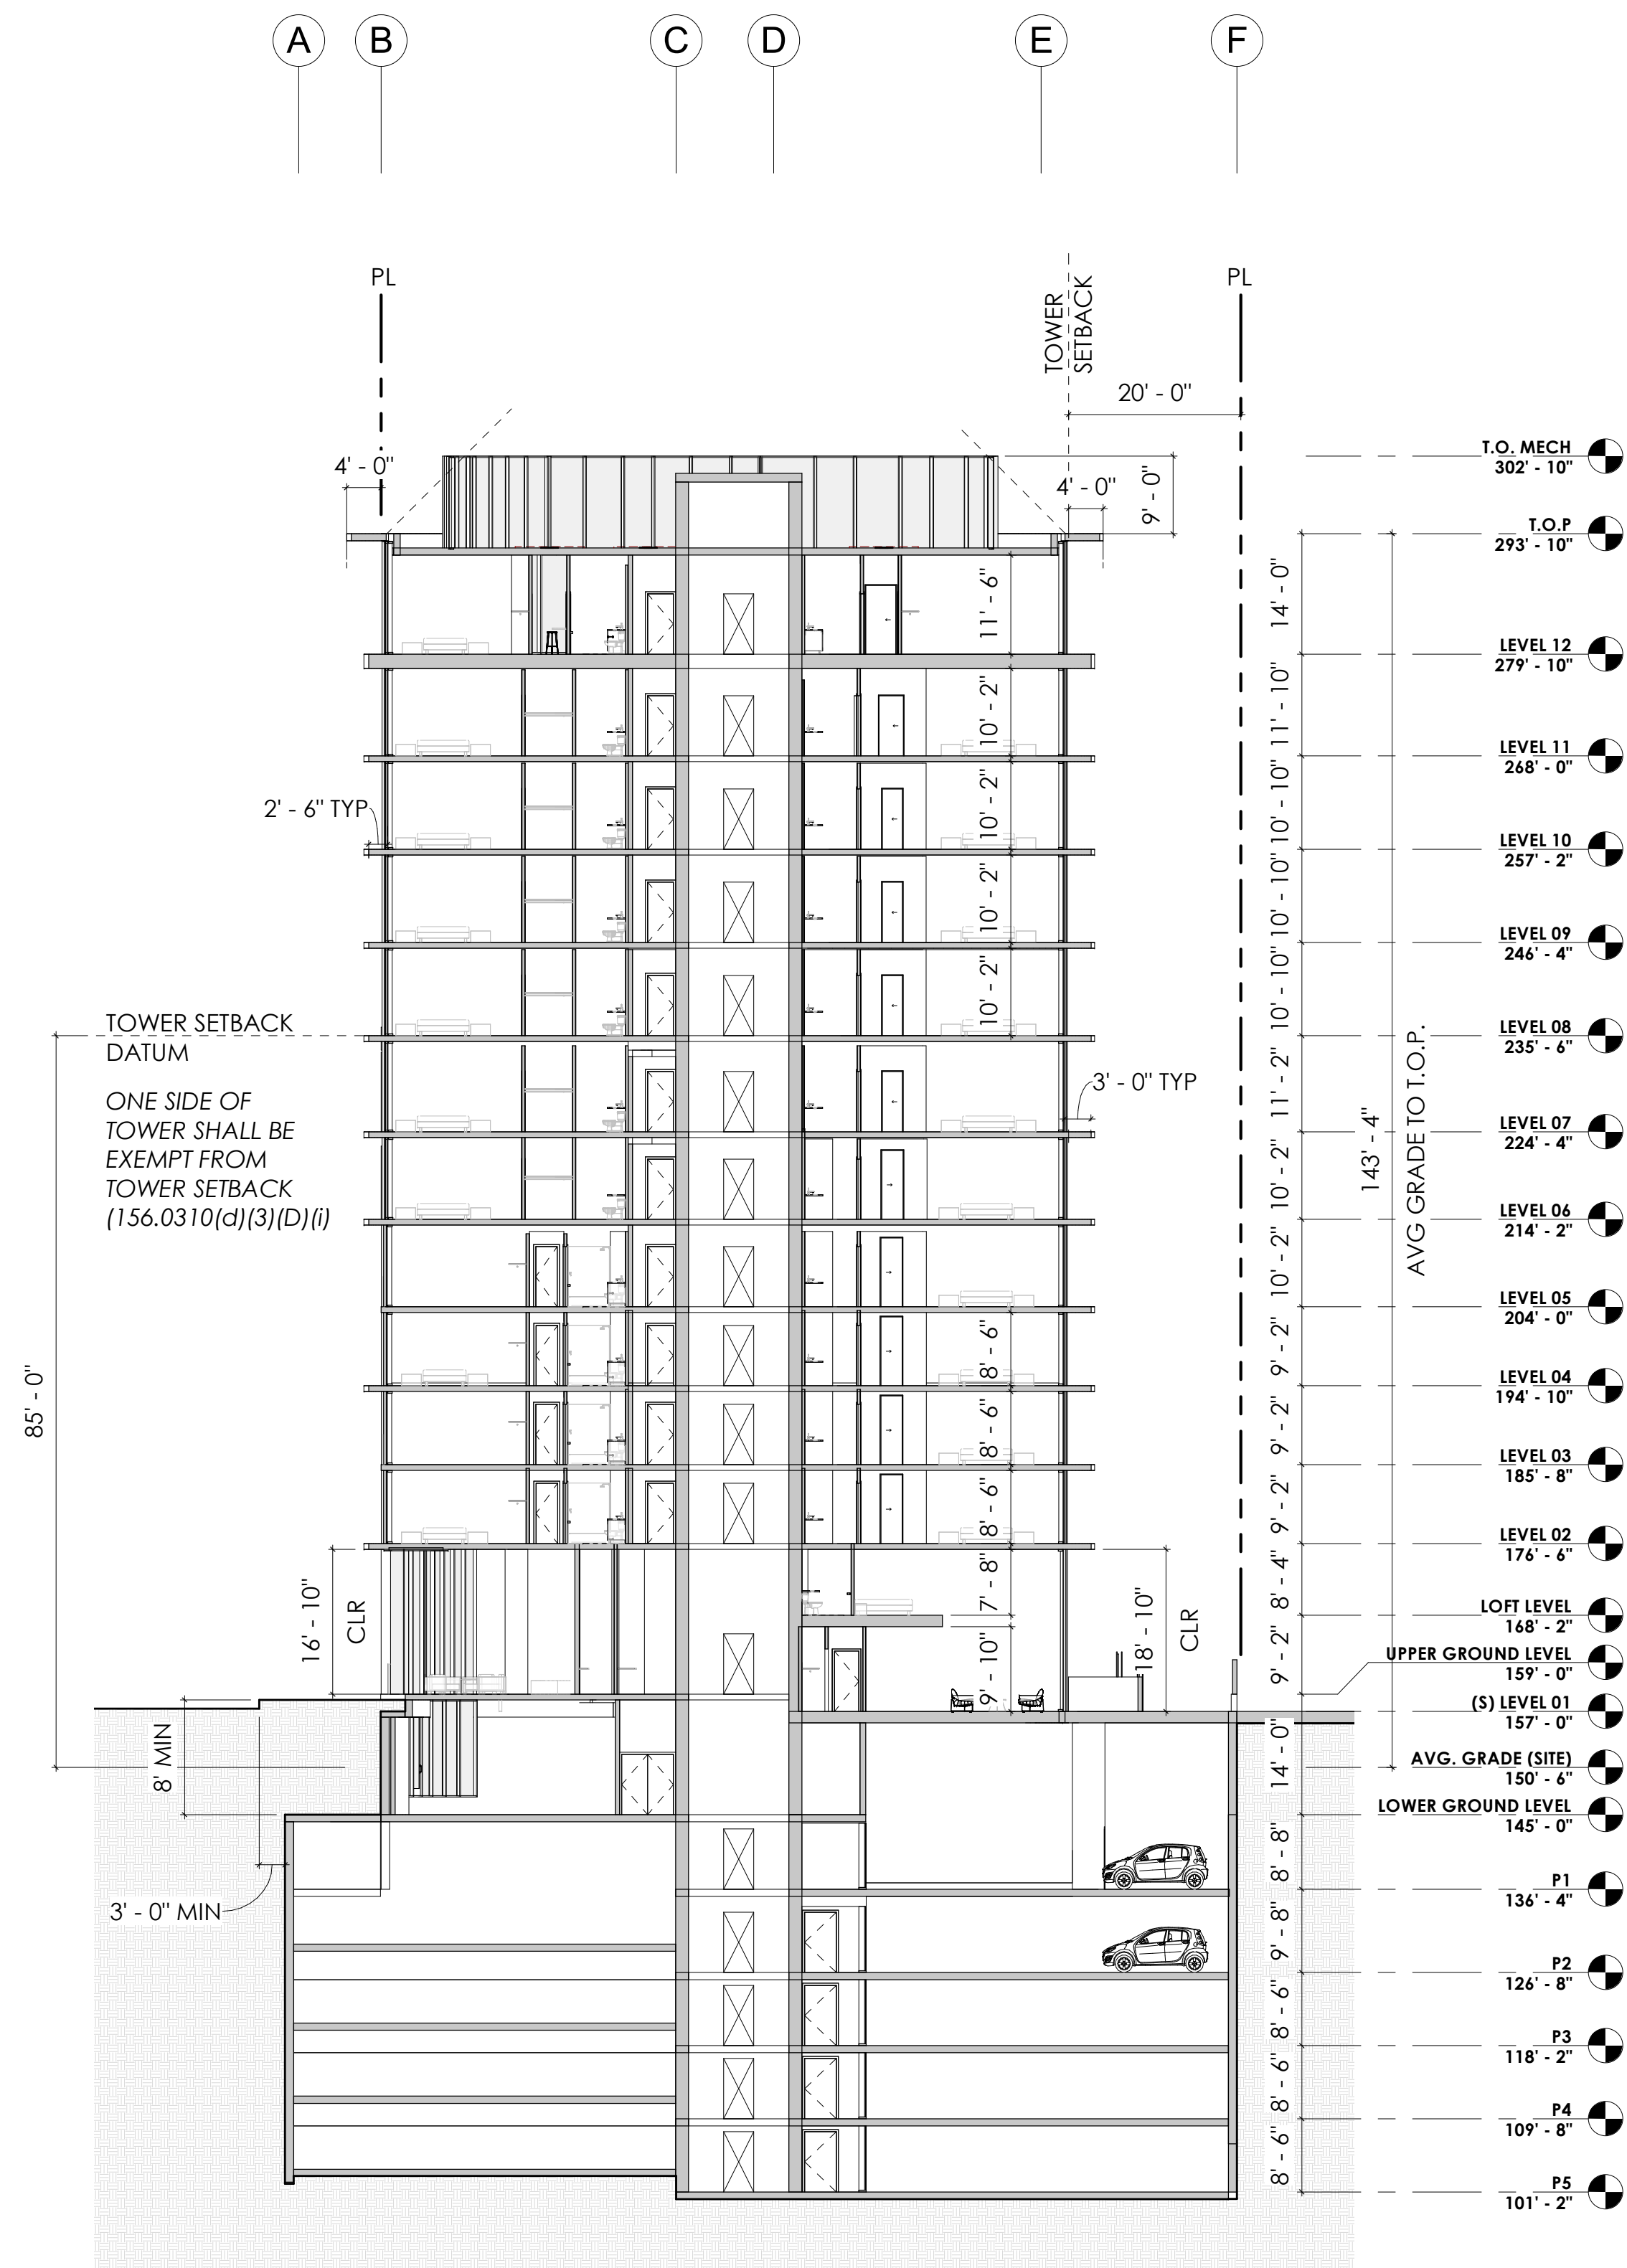 A
B
C
D
E
F
PL
TOWER
SETBACK
PL
20' - 0"
4' - 0"
4' - 0"
9' - 0"
T.O. MECH
302' - 10"
T.O.P
293' - 10"
11' - 6"
14' - 0"
LEVEL 12
279' - 10"
10' - 2"
11' - 10"
LEVEL 11
268' - 0"
2' - 6" TYP
10' - 2"
10' - 10"
LEVEL 10
257' - 2"
10' - 2"
10' - 10"
LEVEL 09
246' - 4"
10' - 2"
10' - 10"
LEVEL 08
235' - 6"
TOWER SETBACK
DATUM
ONE SIDE OF
TOWER SHALL BE
EXEMPT FROM
TOWER SETBACK
(156.0310(d)(3)(D)(i)
85' - 0"
3' - 0" TYP
11' - 2"
143' - 4"
AVG GRADE TO T.O.P.
LEVEL 07
224' - 4"
10' - 2"
LEVEL 06
214' - 2"
10' - 2"
LEVEL 05
204' - 0"
8' - 6"
9' - 2"
LEVEL 04
194' - 10"
8' - 6"
9' - 2"
LEVEL 03
185' - 8"
8' - 6"
9' - 2"
LEVEL 02
176' - 6"
16' - 10"
CLR
7' - 8"
18' - 10"
CLR
8' - 4"
LOFT LEVEL
168' - 2"
9' - 10"
9' - 2"
UPPER GROUND LEVEL
159' - 0"
(S) LEVEL 01
157' - 0"
8' MIN
14' - 0"
AVG. GRADE (SITE)
150' - 6"
LOWER GROUND LEVEL
145' - 0"
3' - 0" MIN
8' - 8"
P1
136' - 4"
9' - 8"
P2
126' - 8"
8' - 6"
P3
118' - 2"
8' - 6"
P4
109' - 8"
8' - 6"
P5
101' - 2"